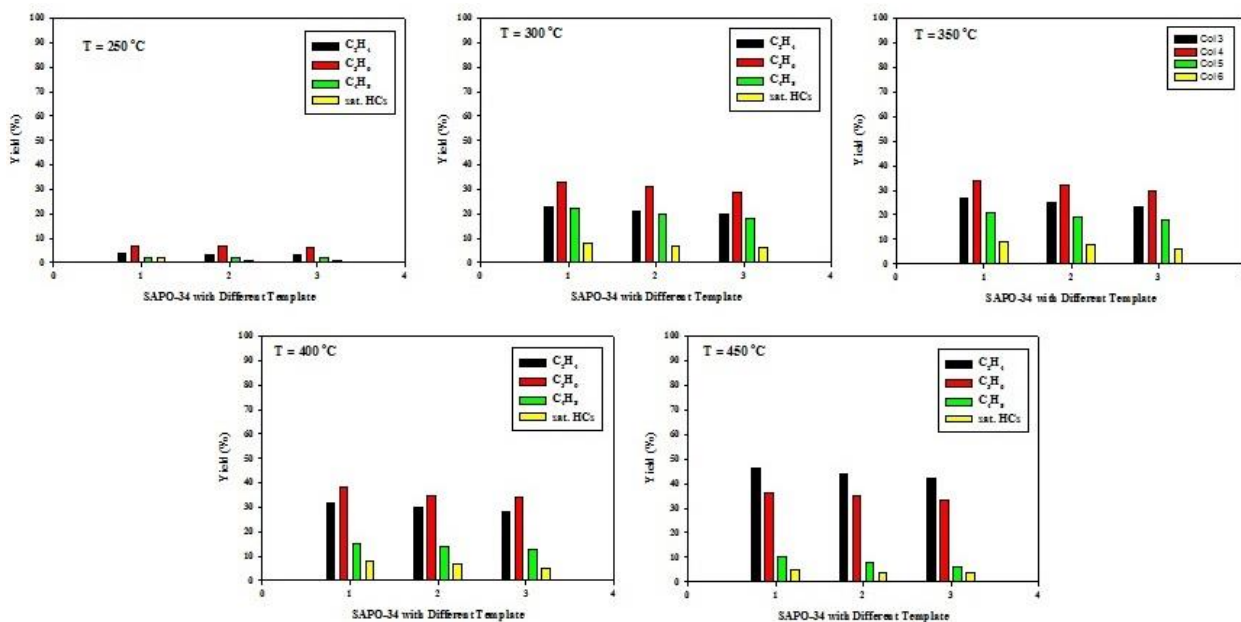 T = 250 °C
C₂H₄
C₃H₆
C₄H₈
sat. HCs
Yield (%)
100
90
80
70
60
50
40
30
20
10
0
0 1 2 3 4
SAPO-34 with Different Template
T = 300 °C
C₂H₄
C₃H₆
C₄H₈
sat. HCs
Yield (%)
100
90
80
70
60
50
40
30
20
10
0
0 1 2 3 4
SAPO-34 with Different Template
T = 350 °C
Col 3
Col 4
Col 5
Col 6
Yield (%)
100
90
80
70
60
50
40
30
20
10
0
0 1 2 3
SAPO-34 with Different Template
T = 400 °C
C₂H₄
C₃H₆
C₄H₈
sat. HCs
Yield (%)
100
90
80
70
60
50
40
30
20
10
0
0 1 2 3 4
SAPO-34 with Different Template
T = 450 °C
C₂H₄
C₃H₆
C₄H₈
sat. HCs
Yield (%)
100
90
80
70
60
50
40
30
20
10
0
0 1 2 3 4
SAPO-34 with Different Template